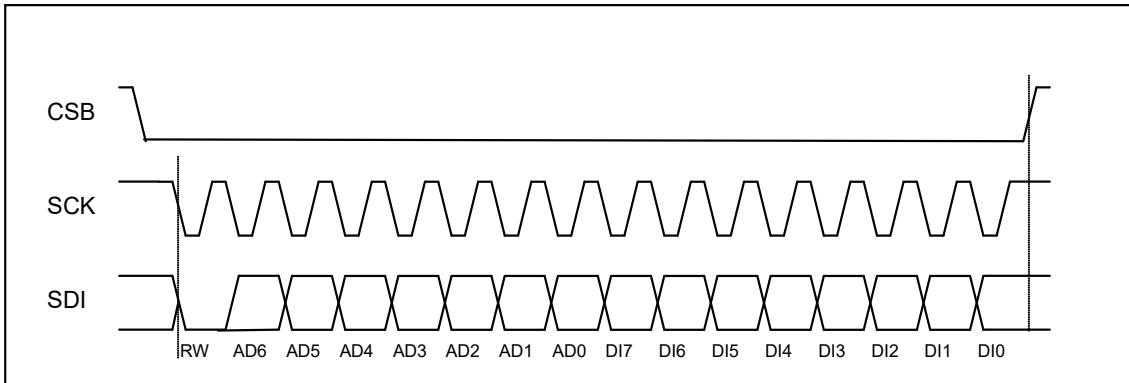 CSB
SCK
SDI
RW AD6 AD5 AD4 AD3 AD2 AD1 AD0 DI7 DI6 DI5 DI4 DI3 DI2 DI1 DI0